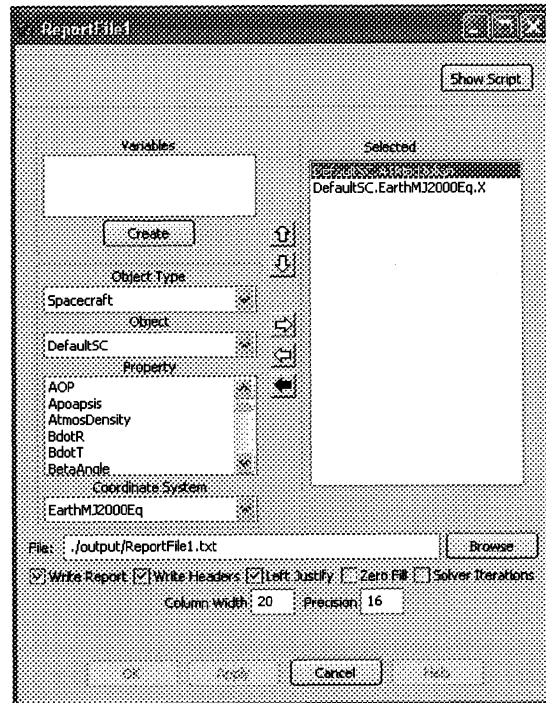 ReportFile1
Show Script
Variables
Selected
DefaultSC.EarthMJ2000Eq.X
Create
Object Type
Spacecraft
Object
DefaultSC
Property
AOP
Apoapsis
AtmosDensity
BdotR
BdotT
BetaAngle
Coordinate System
EarthMJ2000Eq
File: ./output/ReportFile1.txt Browse
Write Report Write Headers Left Justify Zero Fill Solver Iterations
Column Width 20 Precision 16
OK Apply Cancel Help